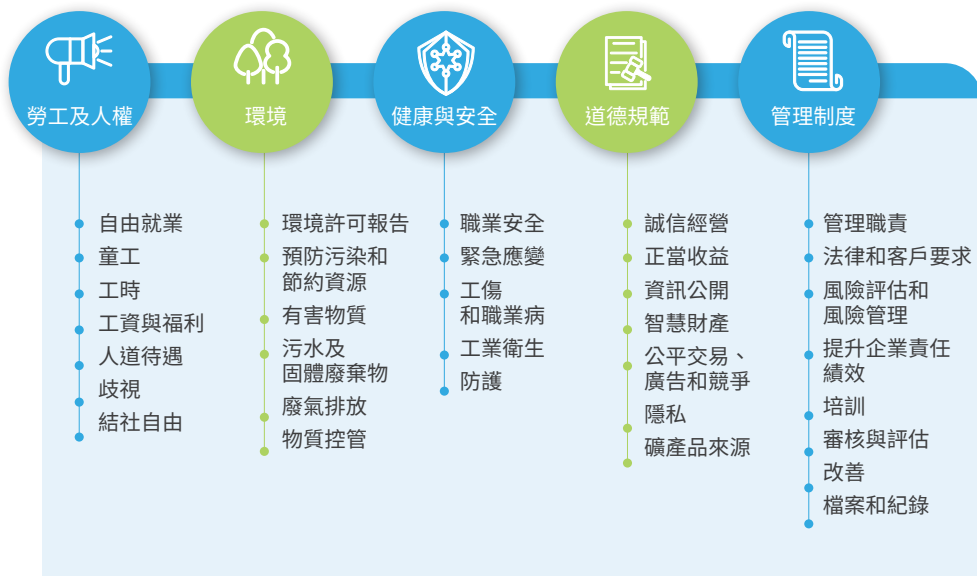 勞工及人權
自由就業
童工
工時
工資與福利
人道待遇
歧視
結社自由
環境
環境許可報告
預防污染和
節約資源
有害物質
污水及
固體廢棄物
廢氣排放
物質控管
健康與安全
職業安全
緊急應變
工傷
和職業病
工業衛生
防護
道德規範
誠信經營
正當收益
資訊公開
智慧財產
公平交易、
廣告和競爭
隱私
礦產品來源
管理制度
管理職責
法律和客戶要求
風險評估和
風險管理
提升企業責任
績效
培訓
審核與評估
改善
檔案和紀錄